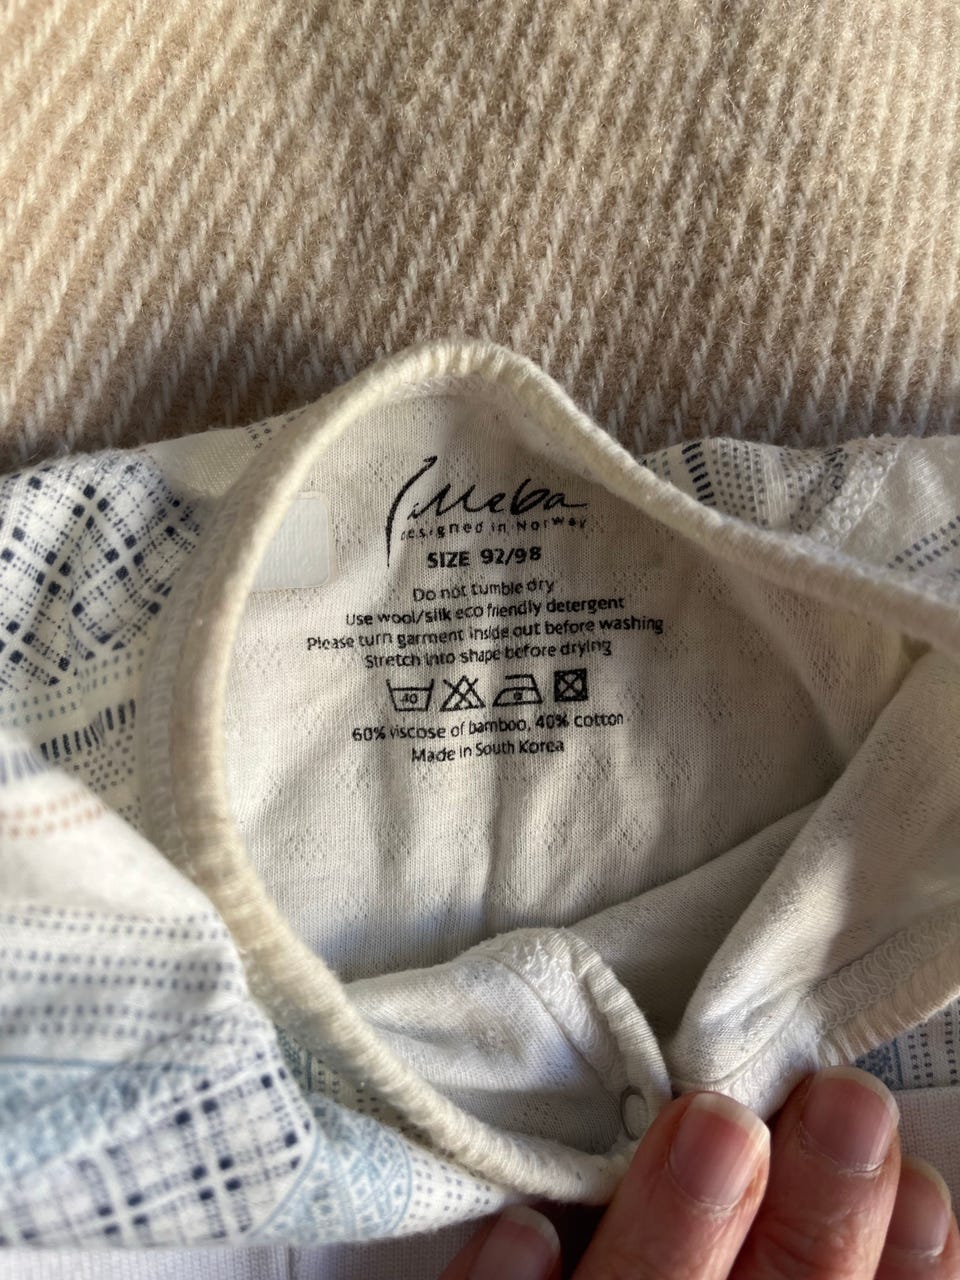 Meba
Designed in Norway
SIZE 92/98
Do not tumble dry
Use wool/silk eco friendly detergent
Please turn garment inside out before washing
Stretch into shape before drying
40
60% viscose of bamboo, 40% cotton
Made in South Korea